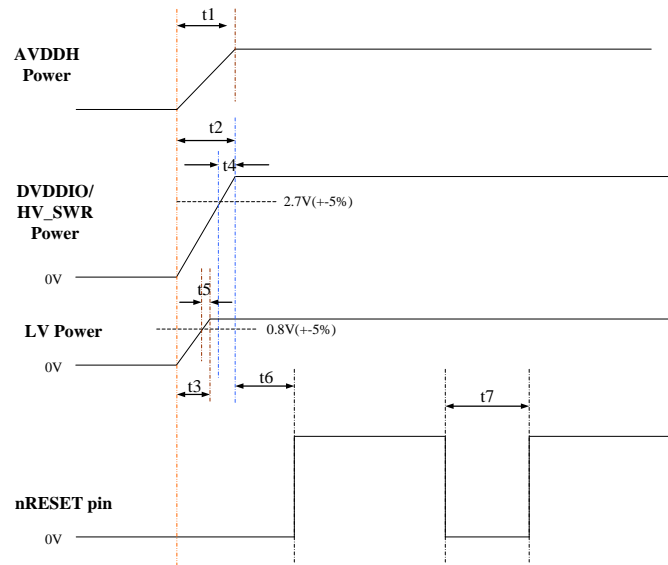 t1
AVDDH
Power
t2
t4
DVDDIO/
HV_SWR
Power
2.7V(+-5%)
0V
t5
LV Power
0.8V(+-5%)
0V
t3
t6
t7
nRESET pin
0V